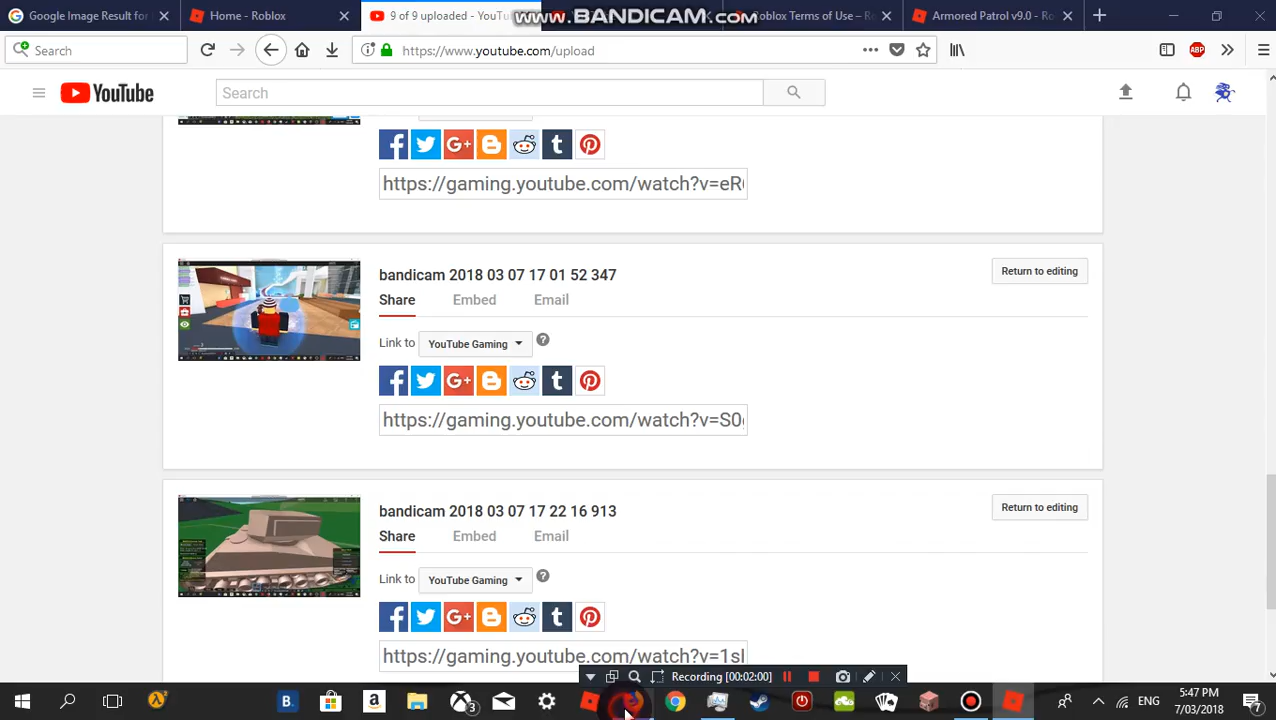 Google Image Result for
Home - Roblox
9 of 9 uploaded - YouTu
www.BANDICAM.com
Roblox Terms of Use – Ro
Armored Patrol v9.0 - Ro
Search
https://www.youtube.com/upload
ABP
YouTube
Search
https://gaming.youtube.com/watch?v=eR
bandicam 2018 03 07 17 01 52 347
Return to editing
Share Embed Email
Link to YouTube Gaming ?
https://gaming.youtube.com/watch?v=S0
bandicam 2018 03 07 17 22 16 913
Return to editing
Share Embed Email
Link to YouTube Gaming ?
https://gaming.youtube.com/watch?v=1s
Recording [00:02:00]
ENG
5:47 PM
7/03/2018